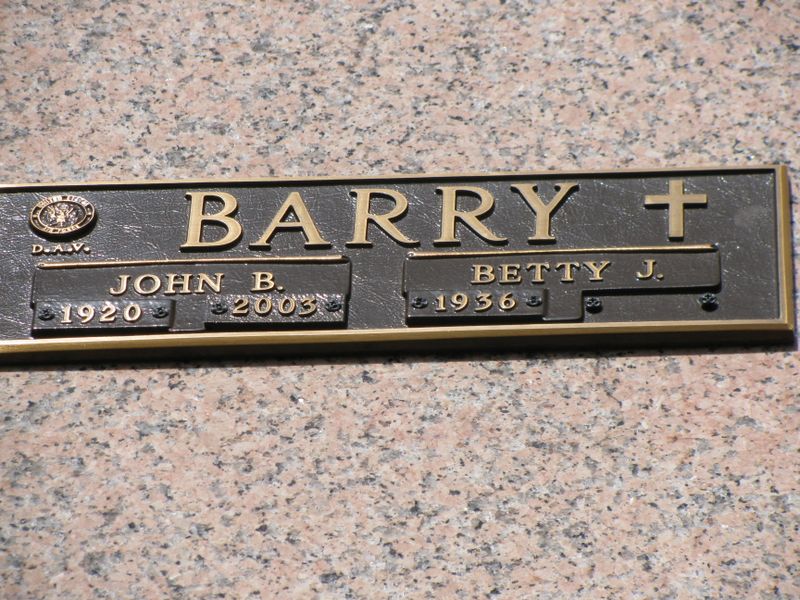 BARRY
D.A.V.
JOHN B.
1920 2003
BETTY J.
1936